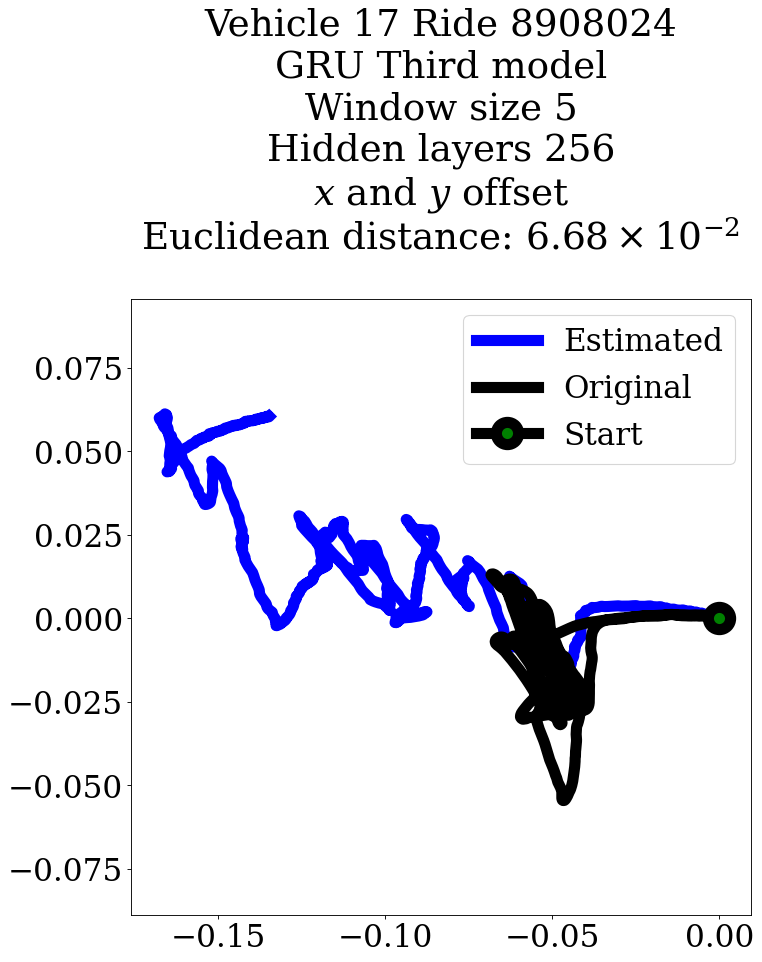 Vehicle 17 Ride 8908024
GRU Third model
Window size 5
Hidden layers 256
x and y offset
Euclidean distance: 6.68 × 10⁻²
Estimated
Original
Start
0.075
0.050
0.025
0.000
−0.025
−0.050
−0.075
−0.15
−0.10
−0.05
0.00